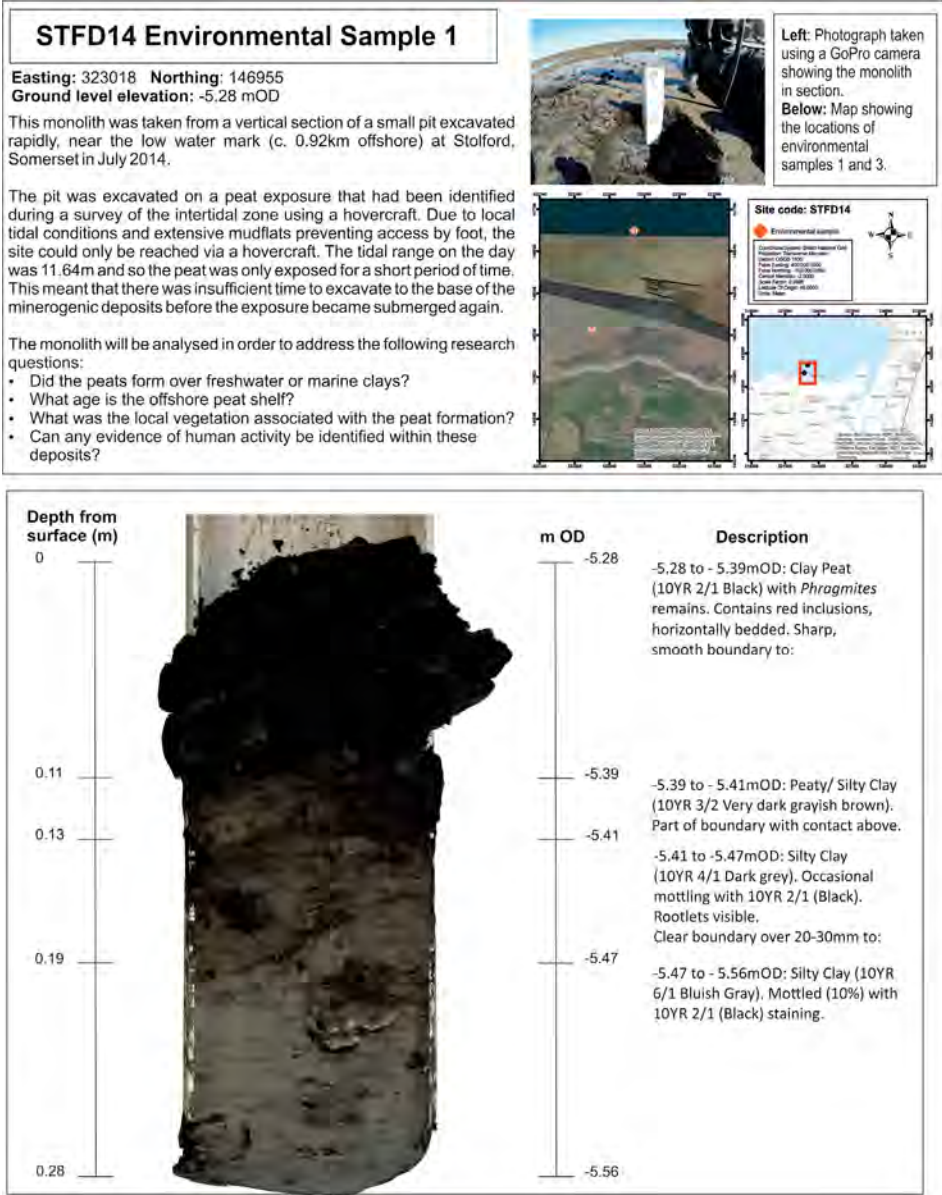 STFD14 Environmental Sample 1
Easting: 323018 Northing: 146955
Ground level elevation: -5.28 mOD
This monolith was taken from a vertical section of a small pit excavated
rapidly, near the low water mark (c. 0.92km offshore) at Stolford,
Somerset in July 2014.
The pit was excavated on a peat exposure that had been identified
during a survey of the intertidal zone using a hovercraft. Due to local
tidal conditions and extensive mudflats preventing access by foot, the
site could only be reached via a hovercraft. The tidal range on the day
was 11.64m and so the peat was only exposed for a short period of time.
This meant that there was insufficient time to excavate to the base of the
minerogenic deposits before the exposure became submerged again.
The monolith will be analysed in order to address the following research
questions:
• Did the peats form over freshwater or marine clays?
• What age is the offshore peat shelf?
• What was the local vegetation associated with the peat formation?
• Can any evidence of human activity be identified within these
deposits?
Left: Photograph taken
using a GoPro camera
showing the monolith
in section.
Below: Map showing
the locations of
environmental
samples 1 and 3.
Site code: STFD14
Environmental sample
N
W E
S
Depth from
surface (m)
0
0.11
0.13
0.19
0.28
m OD
-5.28
-5.39
-5.41
-5.47
-5.56
Description
-5.28 to - 5.39mOD: Clay Peat
(10YR 2/1 Black) with Phragmites
remains. Contains red inclusions,
horizontally bedded. Sharp,
smooth boundary to:
-5.39 to - 5.41mOD: Peaty/ Silty Clay
(10YR 3/2 Very dark grayish brown).
Part of boundary with contact above.
-5.41 to -5.47mOD: Silty Clay
(10YR 4/1 Dark grey). Occasional
mottling with 10YR 2/1 (Black).
Rootlets visible.
Clear boundary over 20-30mm to:
-5.47 to - 5.56mOD: Silty Clay (10YR
6/1 Bluish Gray). Mottled (10%) with
10YR 2/1 (Black) staining.